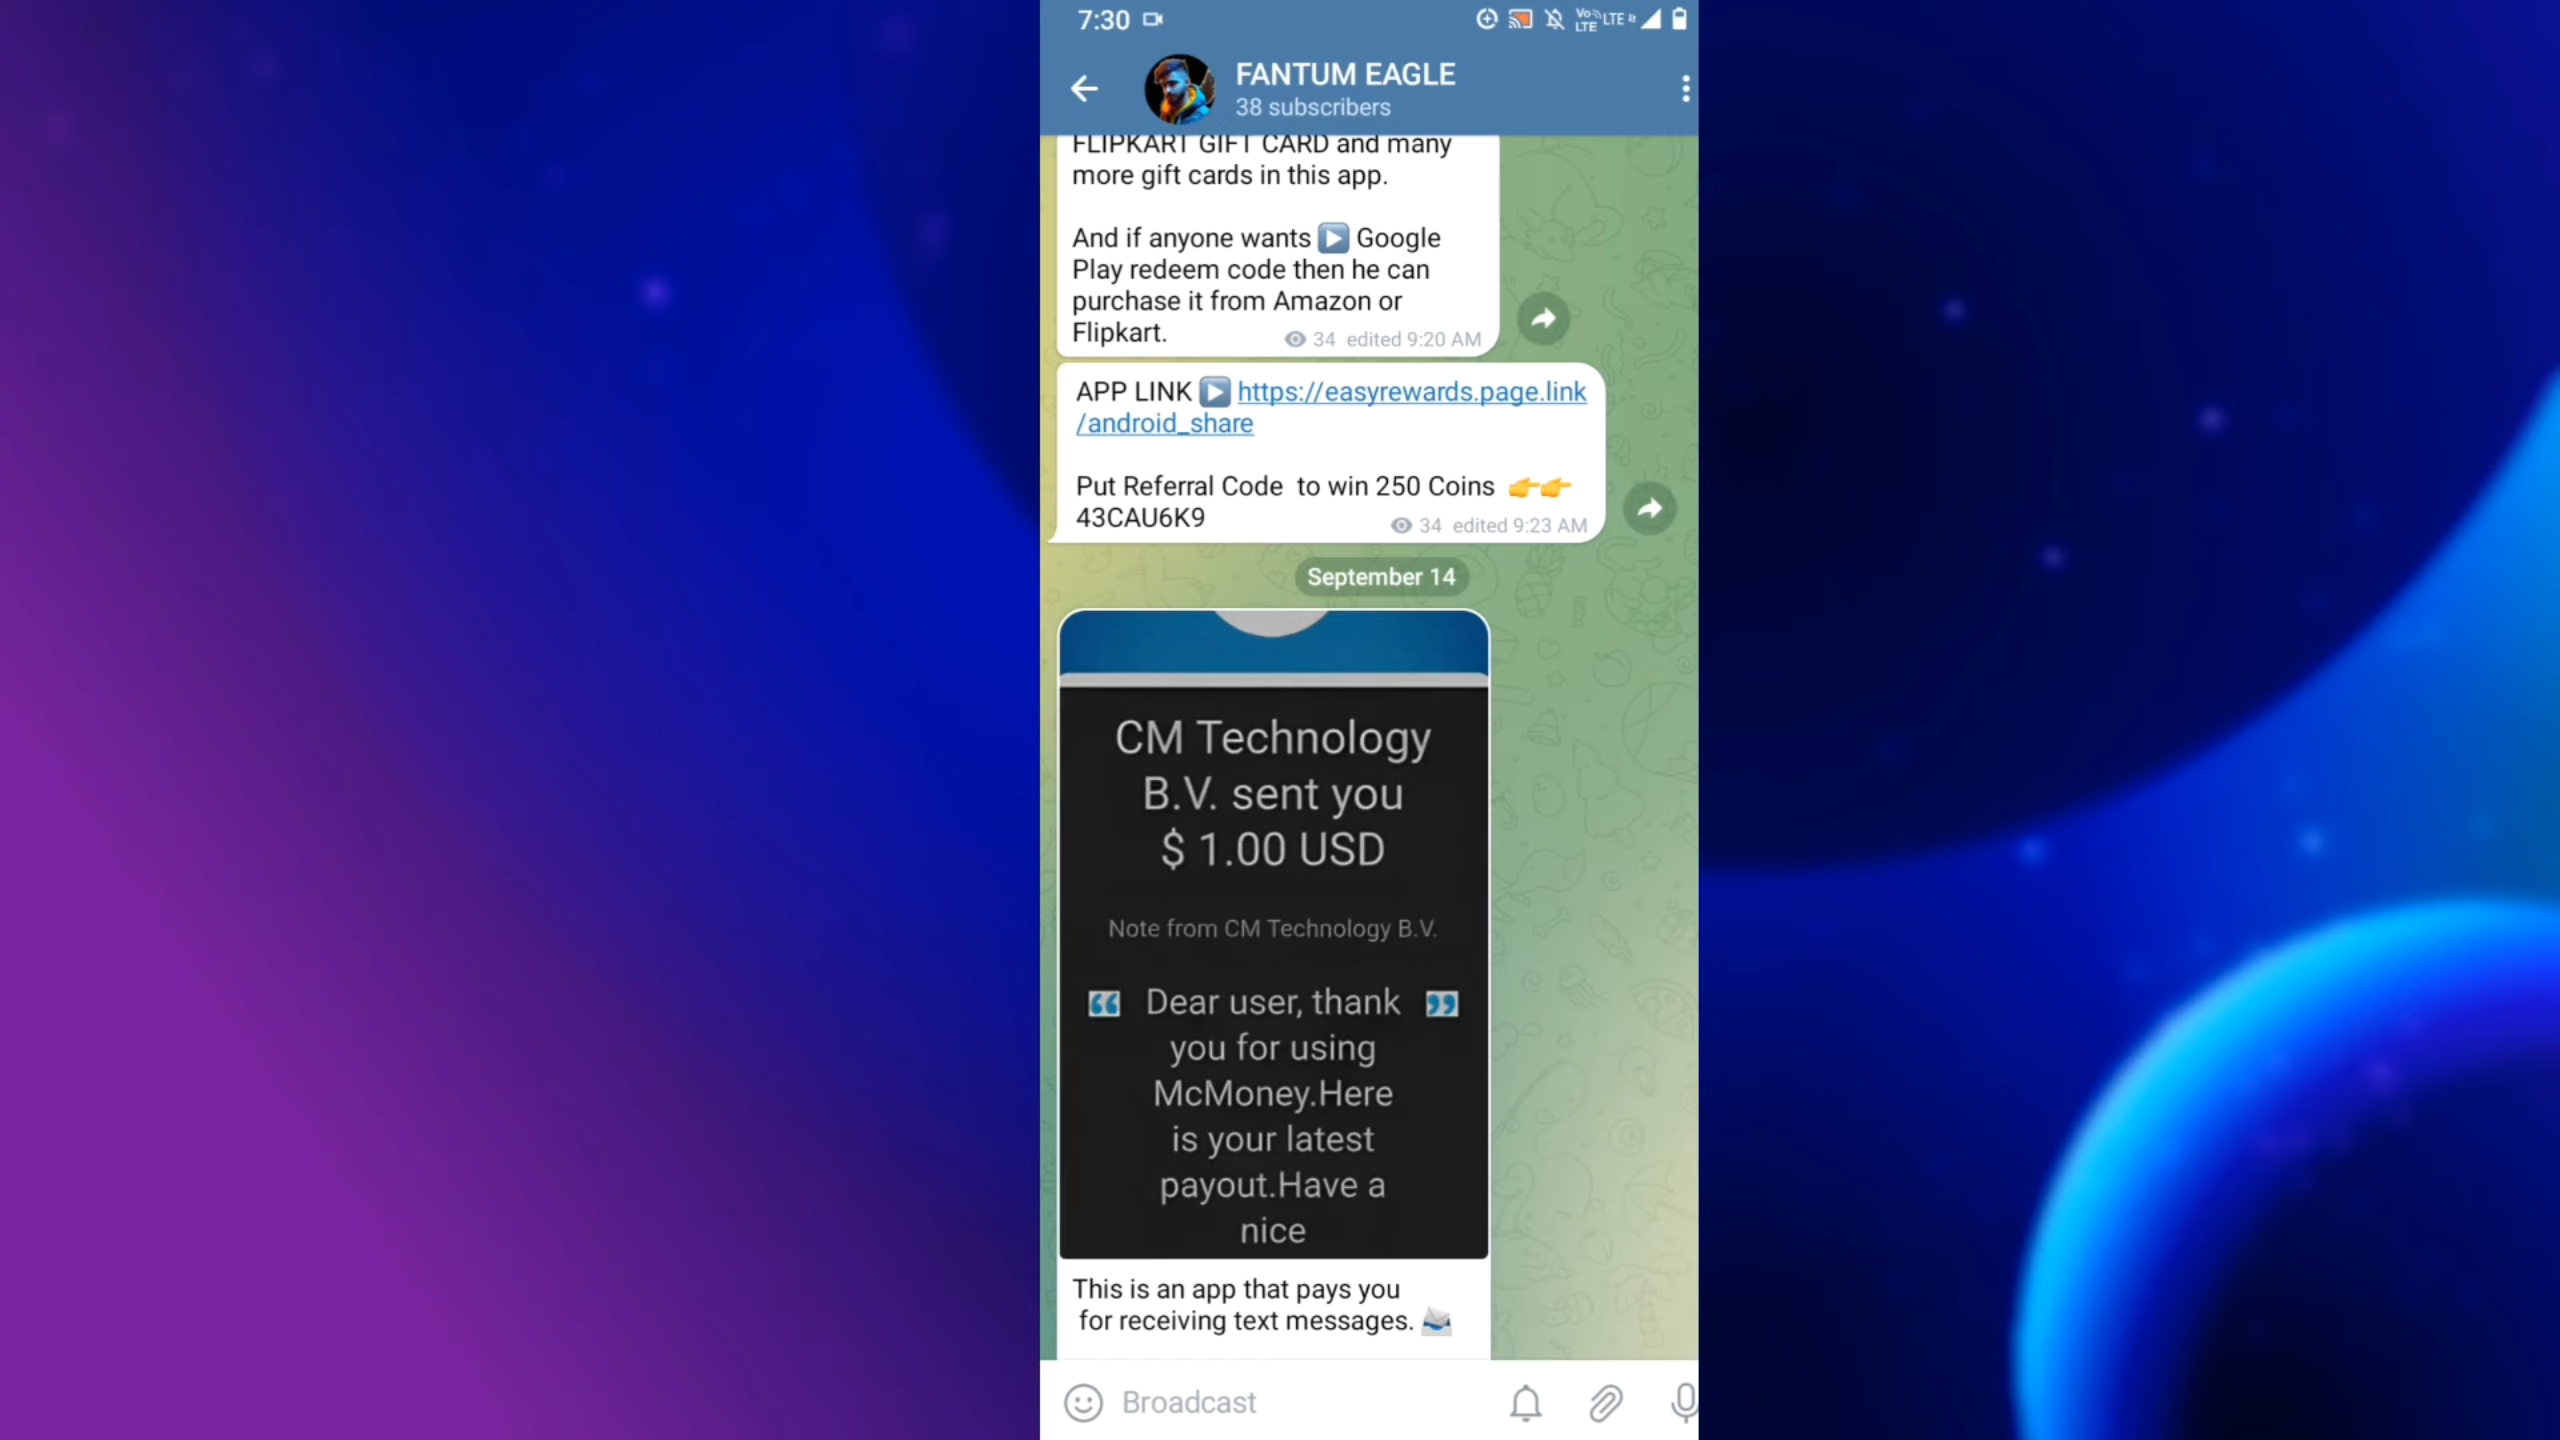 7:30
Vo LTE LTE
FANTUM EAGLE
38 subscribers
FLIPKART GIFT CARD and many
more gift cards in this app.
And if anyone wants ▶️ Google
Play redeem code then he can
purchase it from Amazon or
Flipkart.
34 edited 9:20 AM
APP LINK ▶️ https://easyrewards.page.link
/android_share
Put Referral Code to win 250 Coins 👉👉
43CAU6K9
34 edited 9:23 AM
September 14
CM Technology
B.V. sent you
$ 1.00 USD
Note from CM Technology B.V.
“ Dear user, thank ”
you for using
McMoney.Here
is your latest
payout.Have a
nice
This is an app that pays you
for receiving text messages. 📨
Broadcast